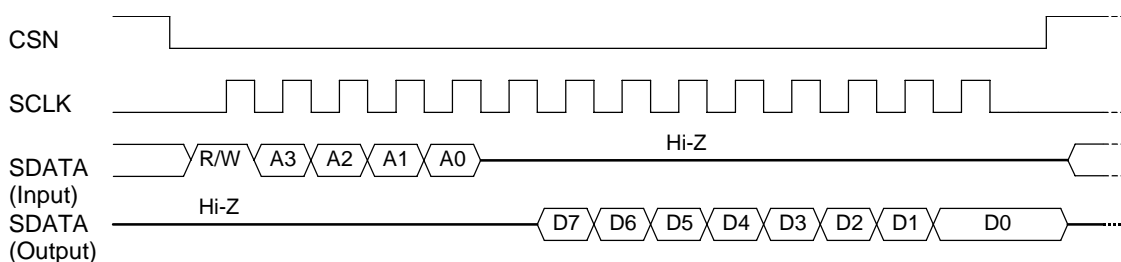 CSN
SCLK
SDATA
(Input)
R/W A3 A2 A1 A0 Hi-Z
SDATA
(Output)
Hi-Z D7 D6 D5 D4 D3 D2 D1 D0